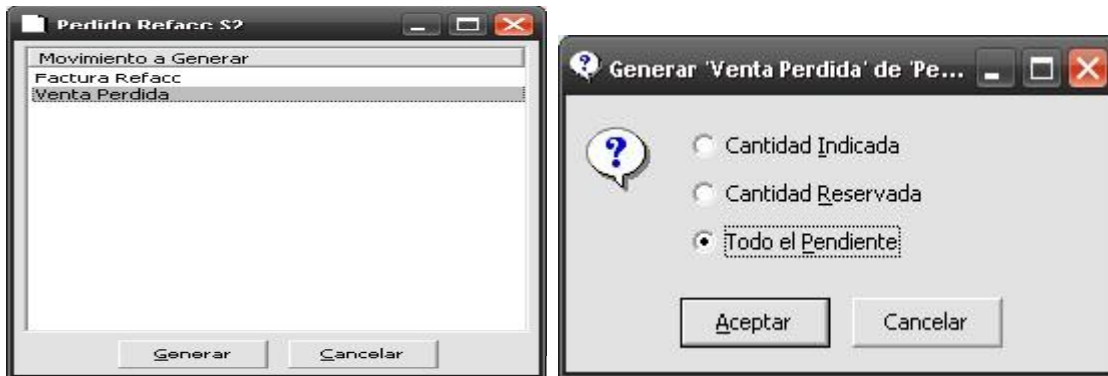 Pedido Refacc S2
Movimiento a Generar
Factura Refacc
Venta Perdida
Generar
Cancelar
Generar 'Venta Perdida' de 'Pe...
Cantidad Indicada
Cantidad Reservada
Todo el Pendiente
Aceptar
Cancelar